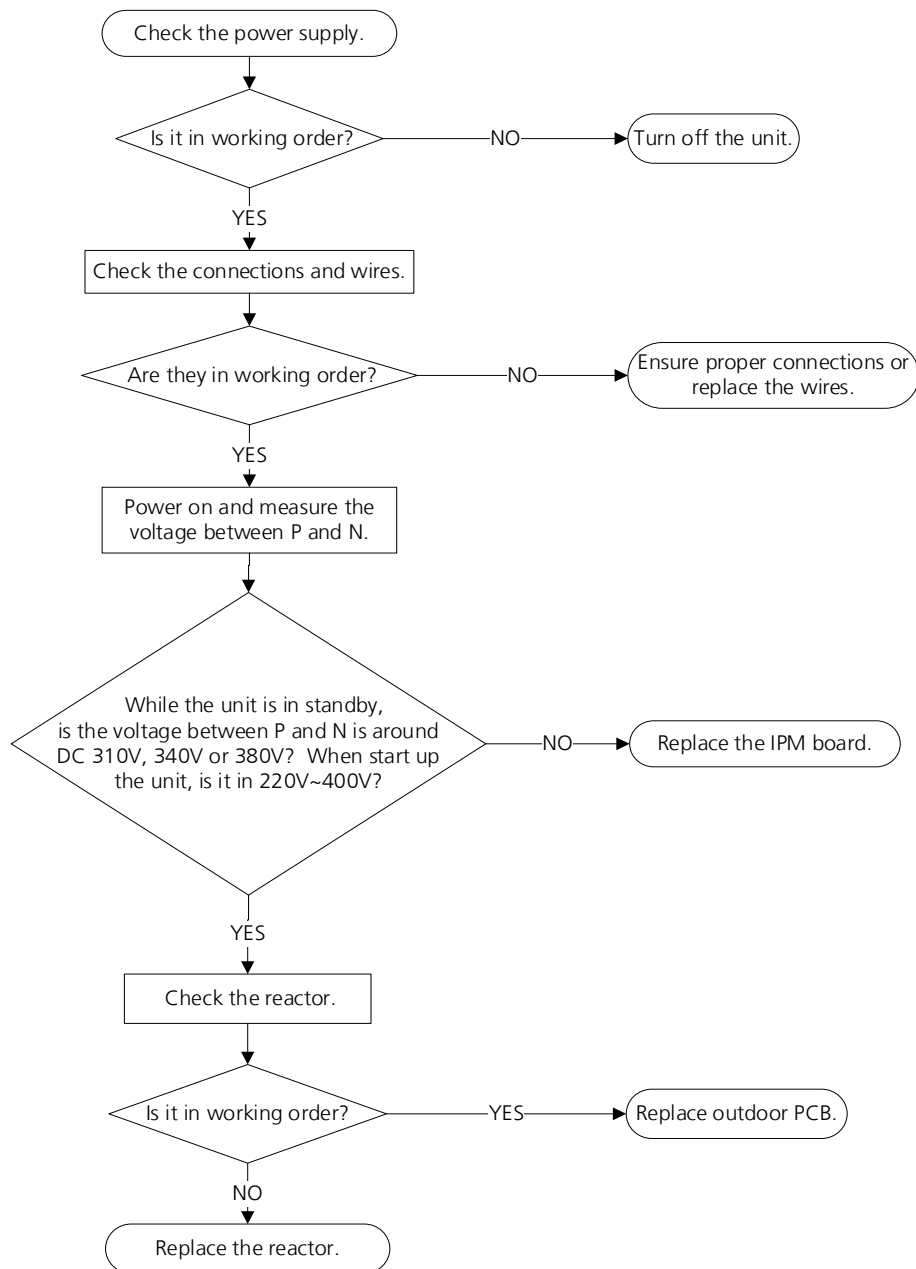 Check the power supply.
Is it in working order?
NO
Turn off the unit.
YES
Check the connections and wires.
Are they in working order?
NO
Ensure proper connections or
replace the wires.
YES
Power on and measure the
voltage between P and N.
While the unit is in standby,
is the voltage between P and N is around
DC 310V, 340V or 380V? When start up
the unit, is it in 220V~400V?
NO
Replace the IPM board.
YES
Check the reactor.
Is it in working order?
YES
Replace outdoor PCB.
NO
Replace the reactor.